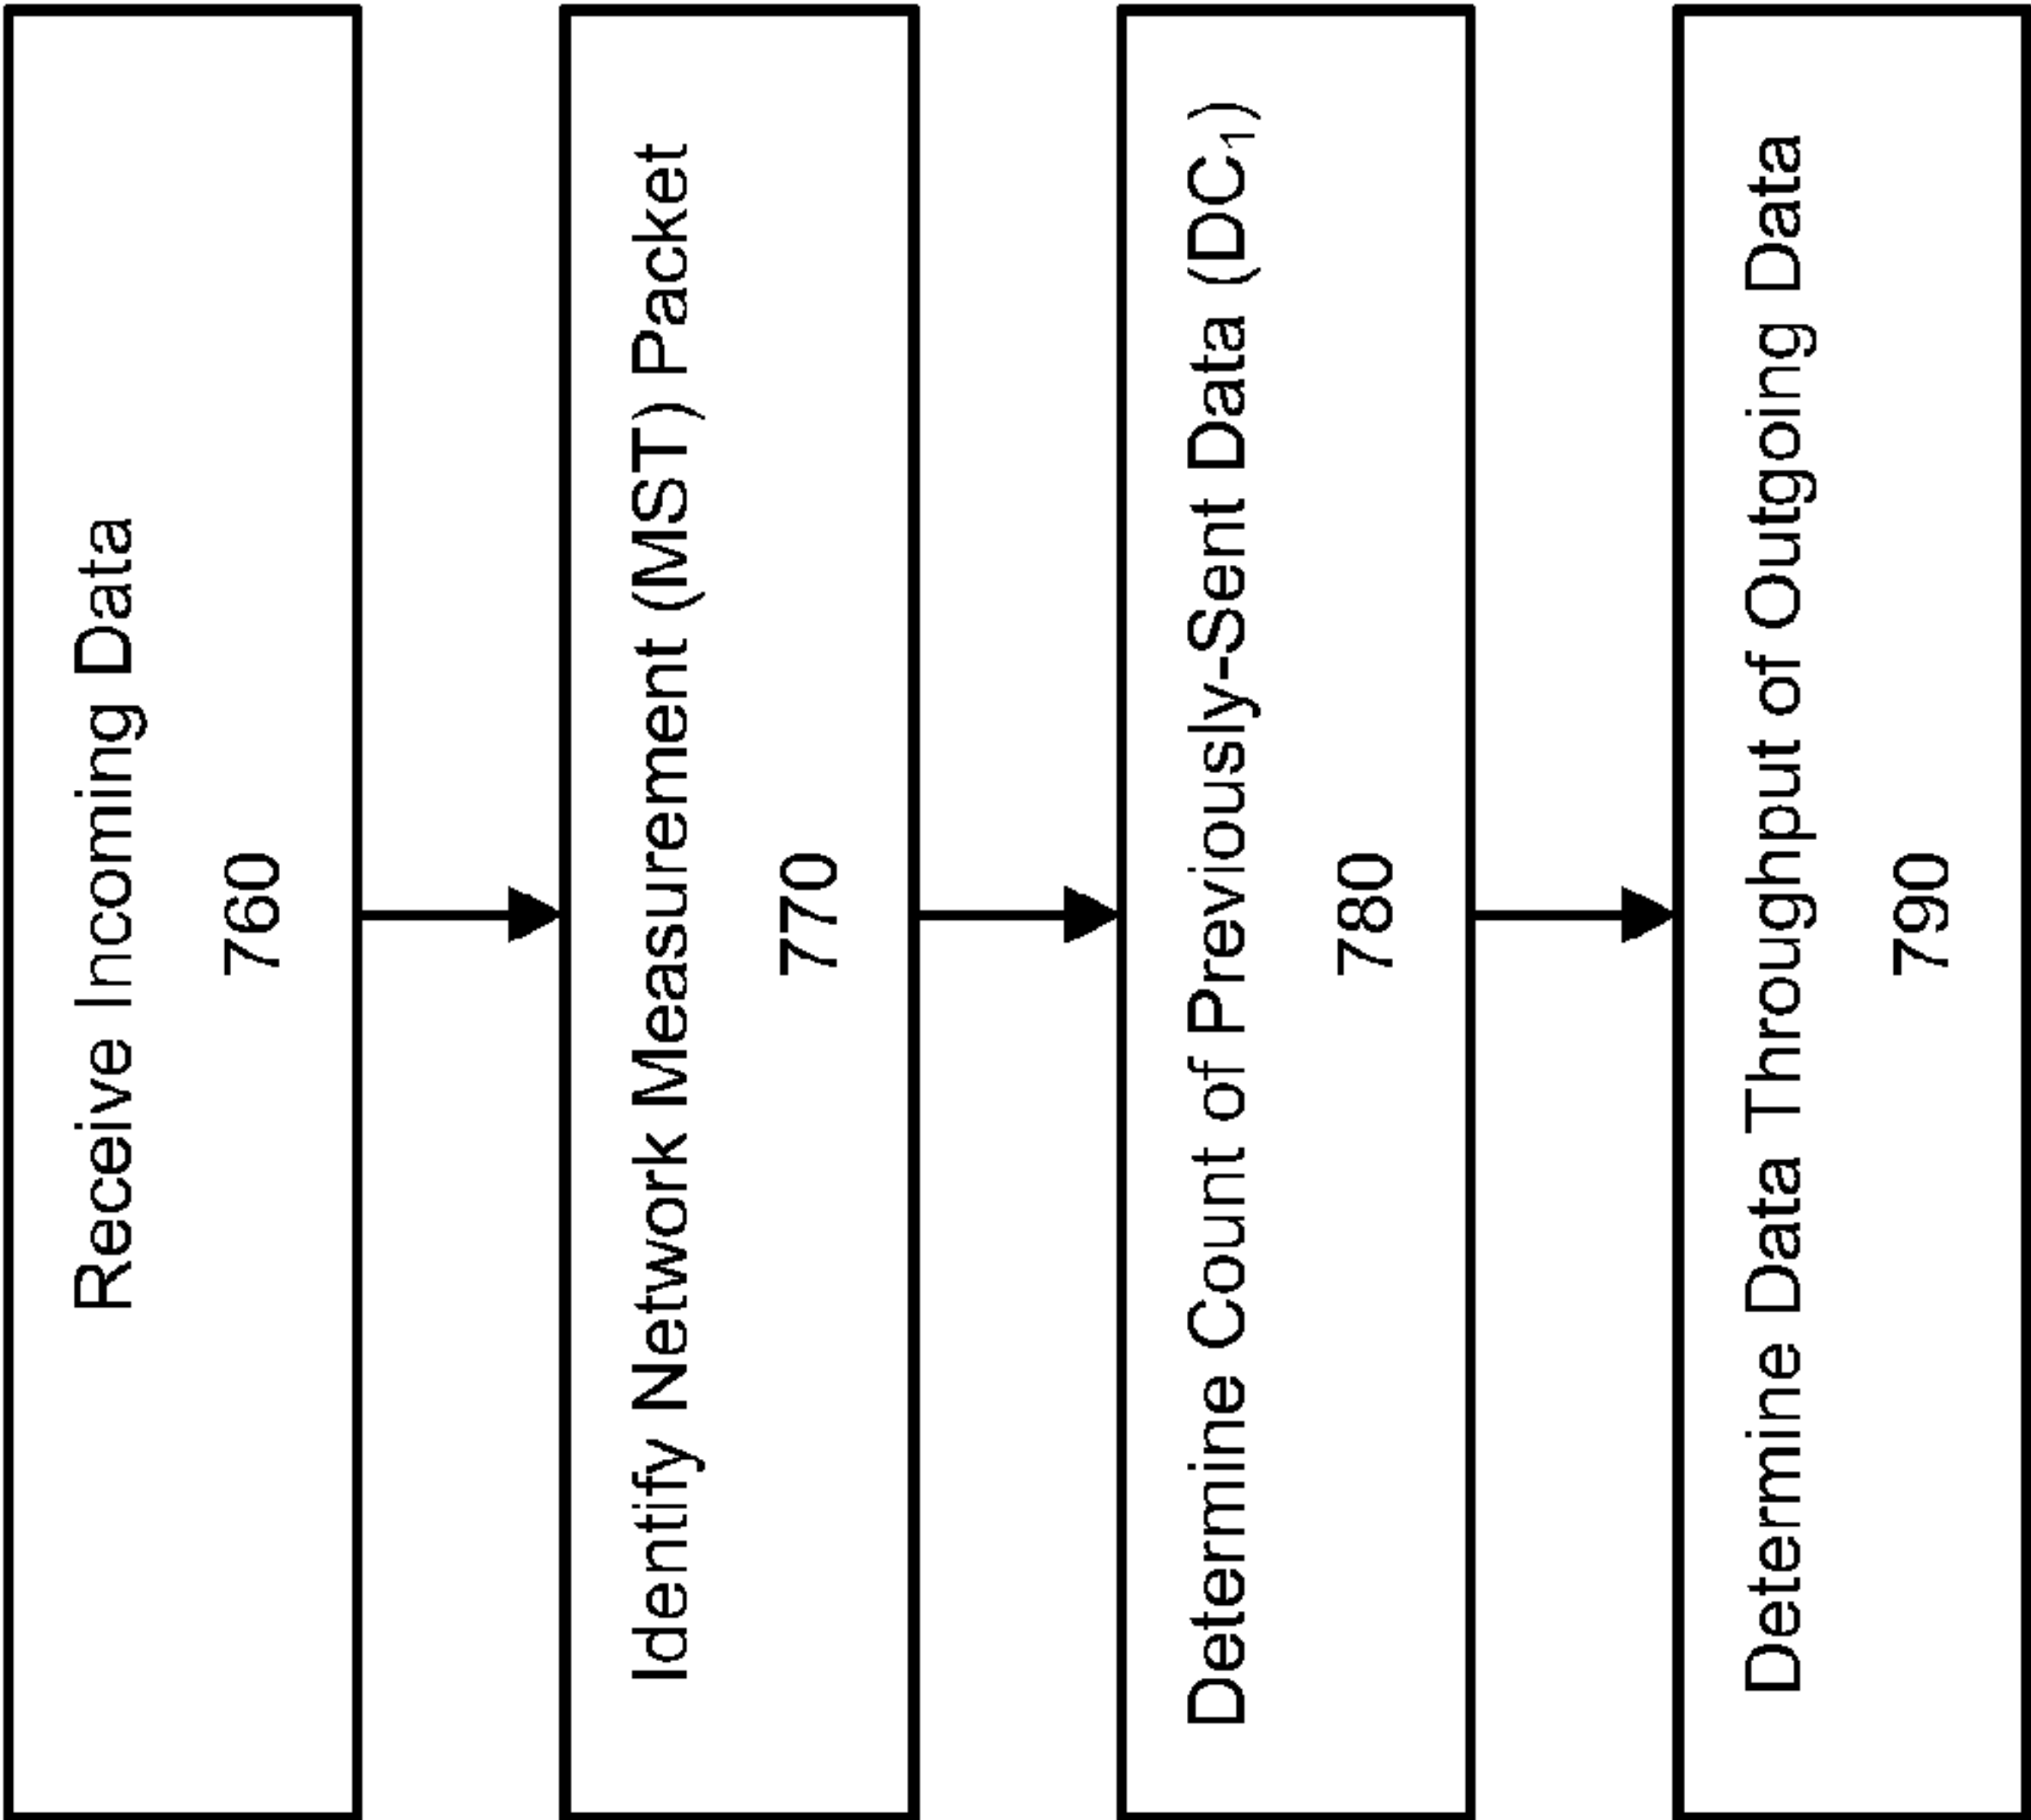 Receive Incoming Data
760
Identify Network Measurement (MST) Packet
770
Determine Count of Previously-Sent Data (DC₁)
780
Determine Data Throughput of Outgoing Data
790